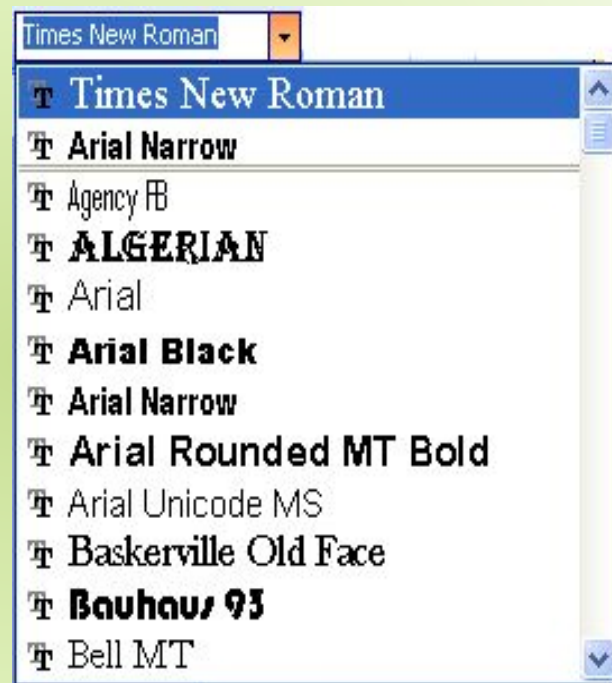 Times New Roman
Times New Roman
Arial Narrow
Agency FB
ALGERIAN
Arial
Arial Black
Arial Narrow
Arial Rounded MT Bold
Arial Unicode MS
Baskerville Old Face
Bauhaus 93
Bell MT